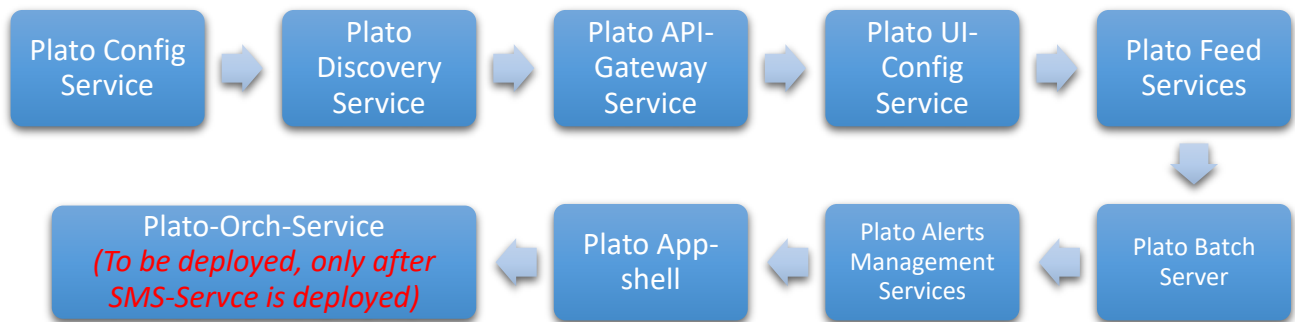 Plato Config
Service
Plato
Discovery
Service
Plato API-
Gateway
Service
Plato UI-
Config
Service
Plato Feed
Services
Plato Batch
Server
Plato Alerts
Management
Services
Plato App-
shell
Plato-Orch-Service
(To be deployed, only after
SMS-Servce is deployed)